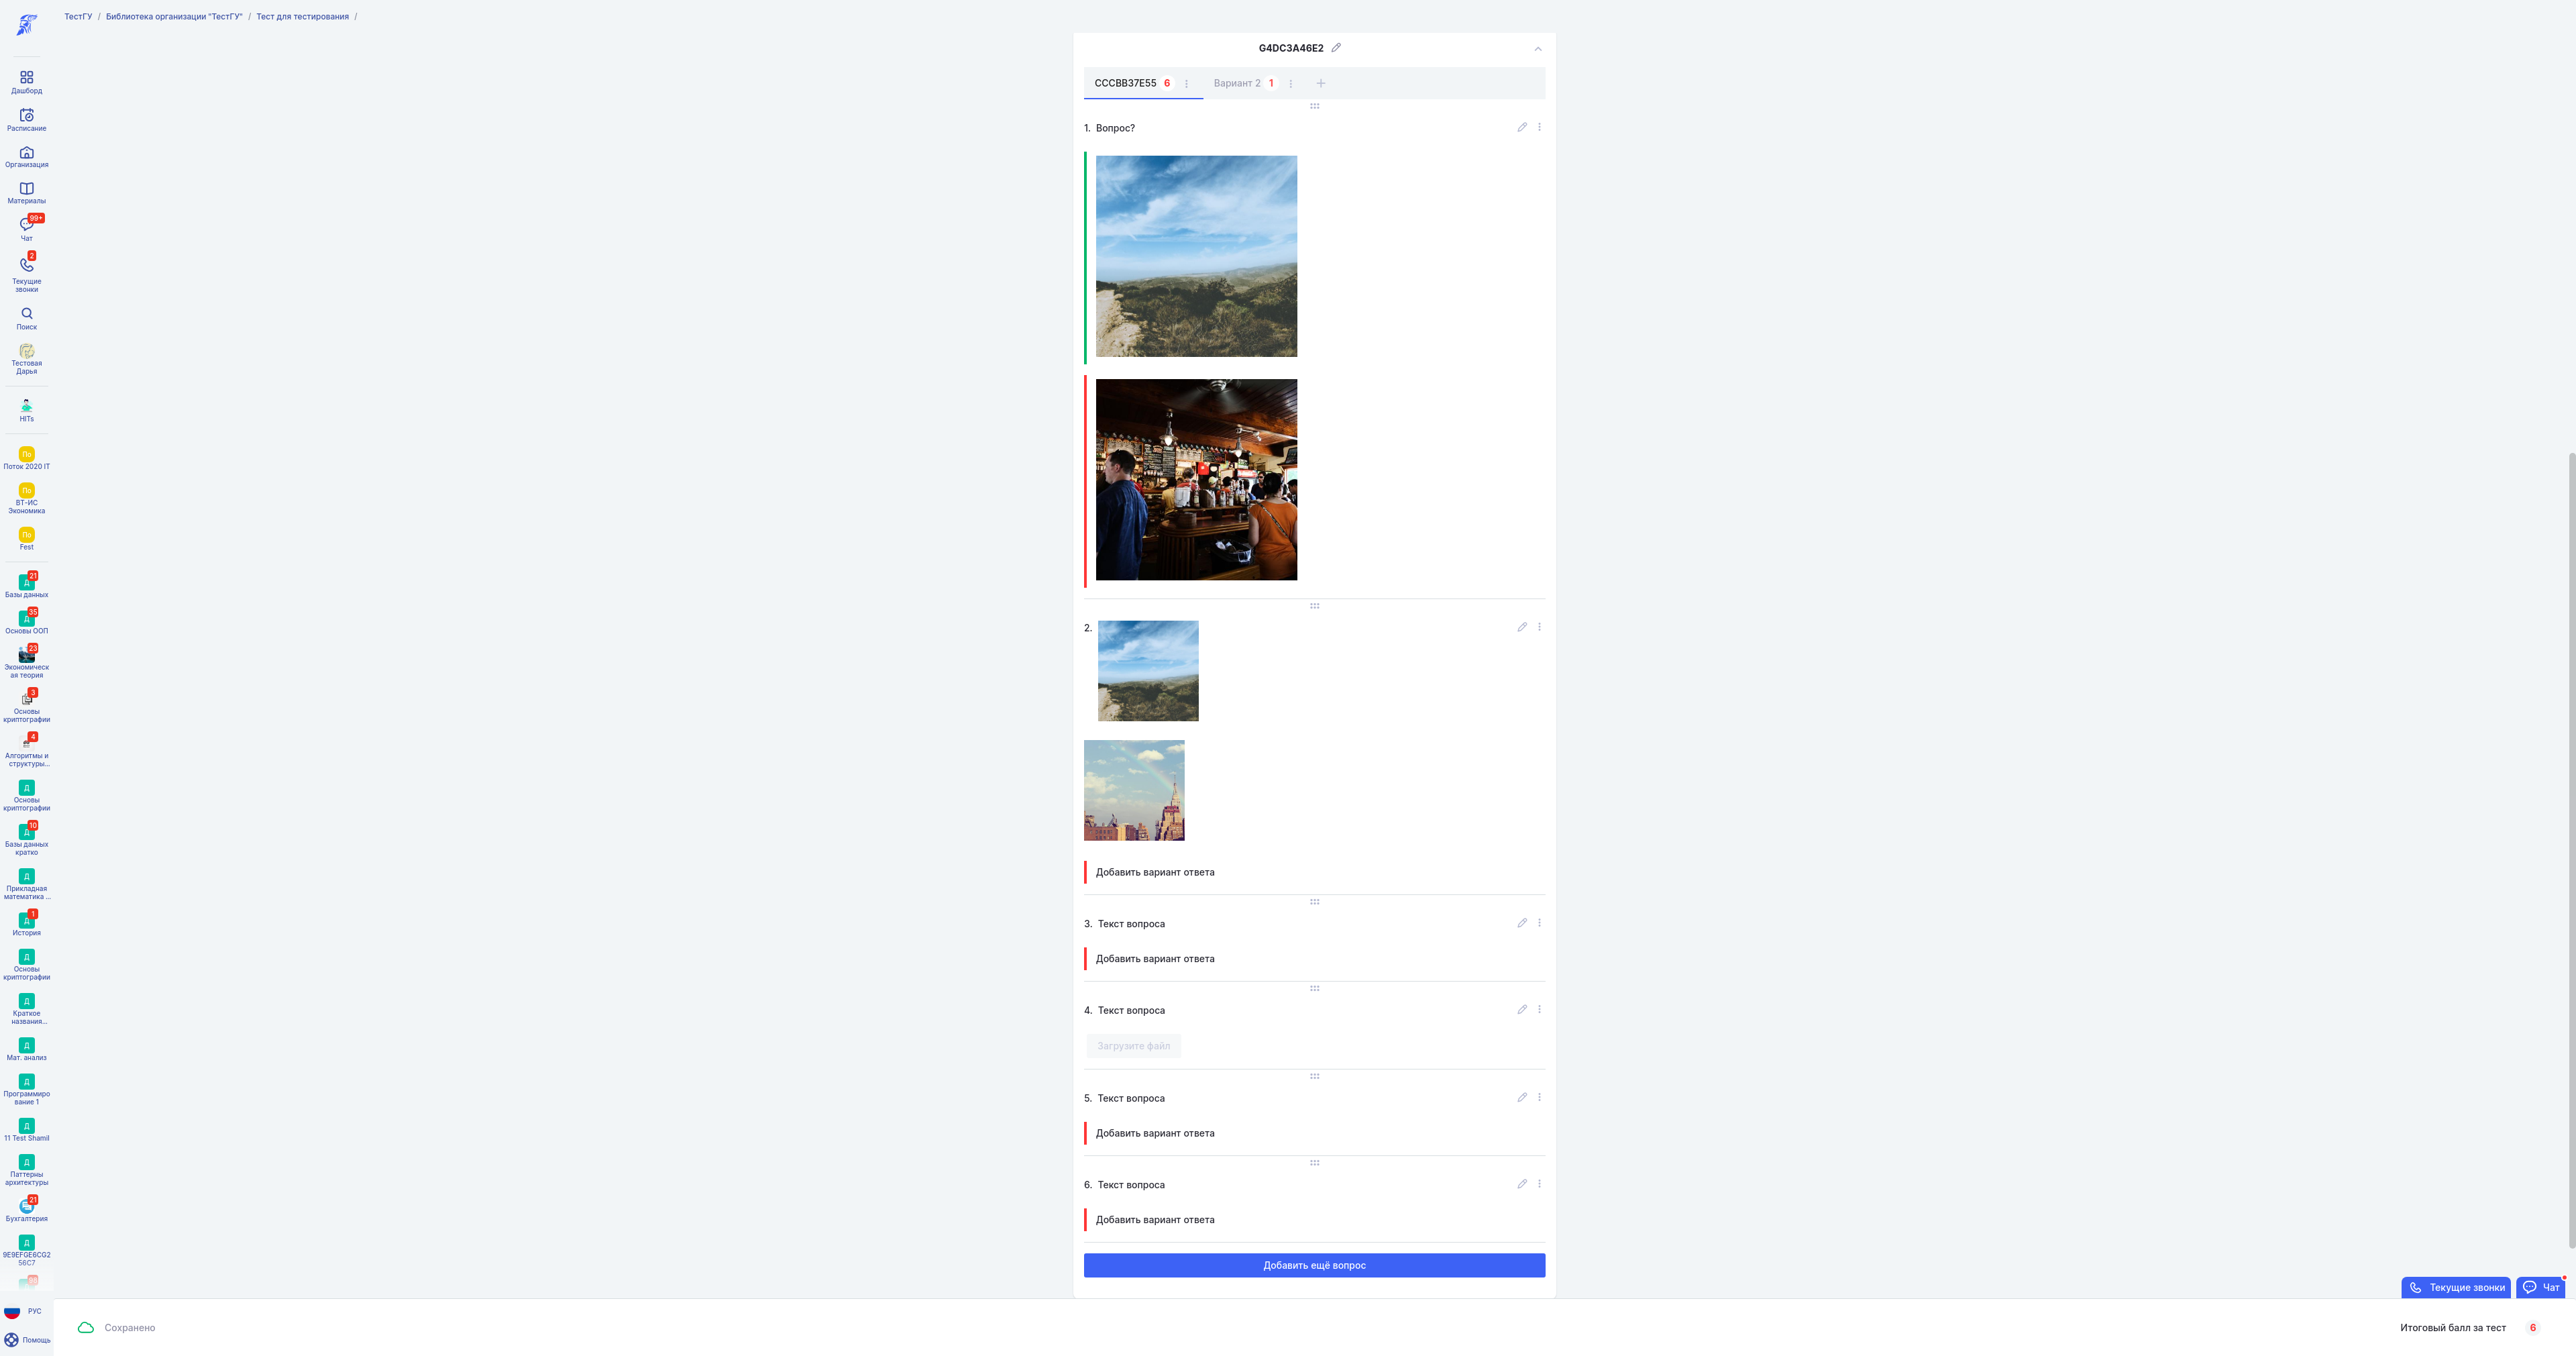 ТестГУ / Библиотека организации "ТестГУ" / Тест для тестирования /
Дашборд
Расписание
Организация
Материалы
99+
Чат
2
Текущие
звонки
Поиск
Тестовая
Дарья
HITs
По
Поток 2020 IT
По
ВТ-ИС
Экономика
По
Fest
Д 21
Базы данных
Д 35
Основы ООП
23
Экономическ
ая теория
3
Основы
криптографии
4
Алгоритмы и
структуры...
Д
Основы
криптографии
Д 10
Базы данных
кратко
Д
Прикладная
математика ...
Д 1
История
Д
Основы
криптографии
Д
Краткое
названия...
Д
Мат. анализ
Д
Программиро
вание 1
Д
11 Test Shamil
Д
Паттерны
архитектуры
21
Бухгалтерия
Д
9E9EFGE6CG2
56C7
РУС
Помощь
G4DC3A46E2
CCCBB37E55 6 Вариант 2 1
1. Вопрос?
2.
Добавить вариант ответа
3. Текст вопроса
Добавить вариант ответа
4. Текст вопроса
Загрузите файл
5. Текст вопроса
Добавить вариант ответа
6. Текст вопроса
Добавить вариант ответа
Добавить ещё вопрос
Текущие звонки Чат
Сохранено
Итоговый балл за тест 6